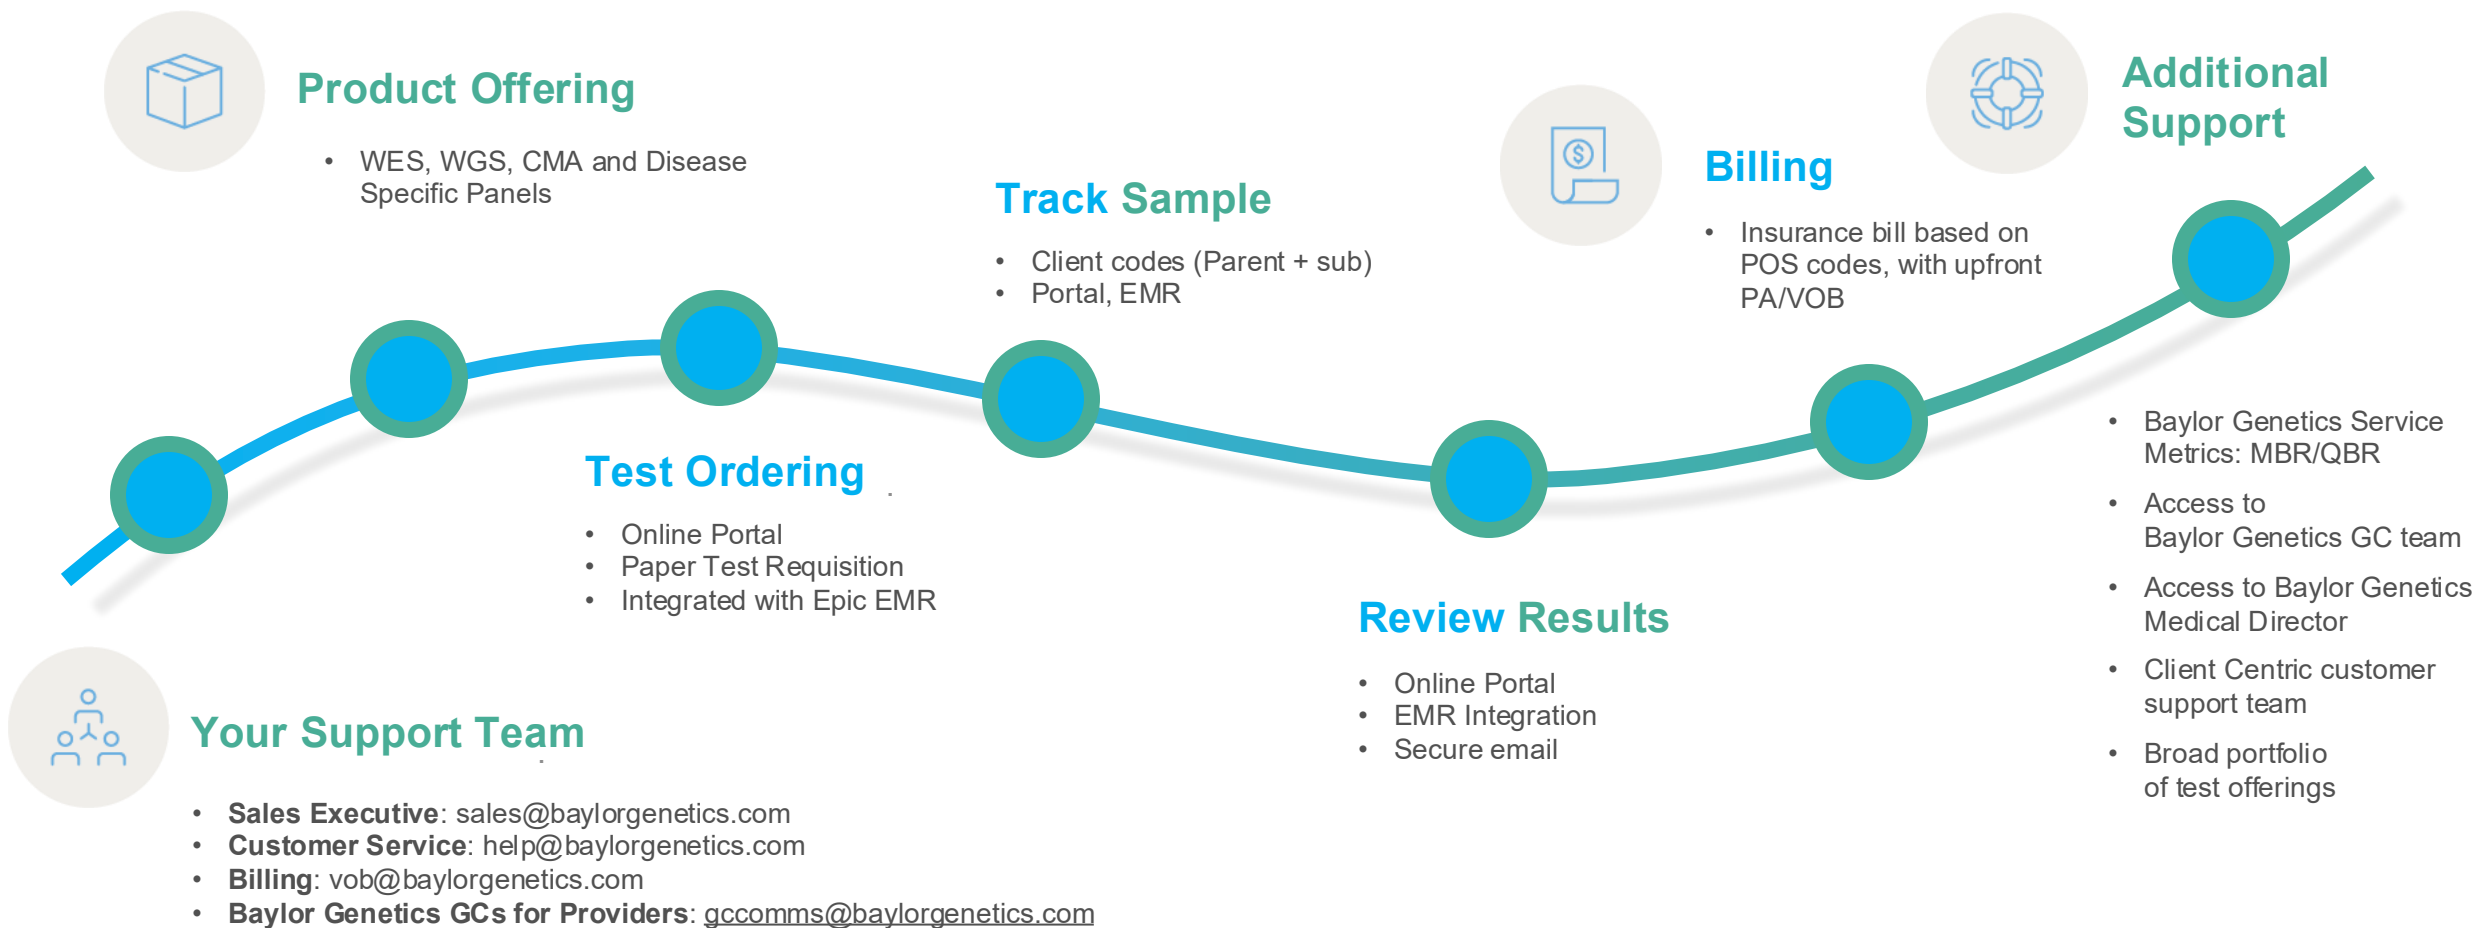 Product Offering
• WES, WGS, CMA and Disease
Specific Panels
Track Sample
• Client codes (Parent + sub)
• Portal, EMR
Billing
• Insurance bill based on
POS codes, with upfront
PA/VOB
Additional
Support
• Baylor Genetics Service
Metrics: MBR/QBR
• Access to
Baylor Genetics GC team
• Access to Baylor Genetics
Medical Director
• Client Centric customer
support team
• Broad portfolio
of test offerings
Test Ordering
• Online Portal
• Paper Test Requisition
• Integrated with Epic EMR
Review Results
• Online Portal
• EMR Integration
• Secure email
Your Support Team
• Sales Executive: sales@baylorgenetics.com
• Customer Service: help@baylorgenetics.com
• Billing: vob@baylorgenetics.com
• Baylor Genetics GCs for Providers: gccomms@baylorgenetics.com